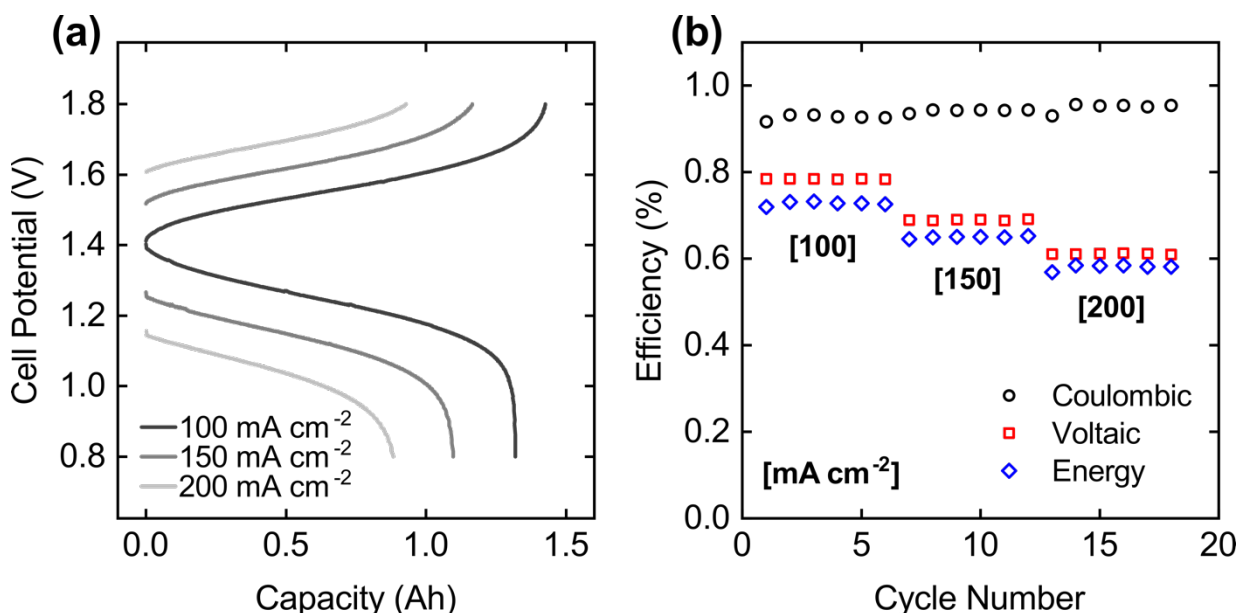 (a)
Cell Potential (V)
1.8
1.6
1.4
1.2
1.0
0.8
100 mA cm⁻²
150 mA cm⁻²
200 mA cm⁻²
0.0 0.5 1.0 1.5
Capacity (Ah)
(b)
Efficiency (%)
1.0
0.8
0.6
0.4
0.2
0.0
[100]
[150]
[200]
Coulombic
Voltaic
Energy
[mA cm⁻²]
0 5 10 15 20
Cycle Number